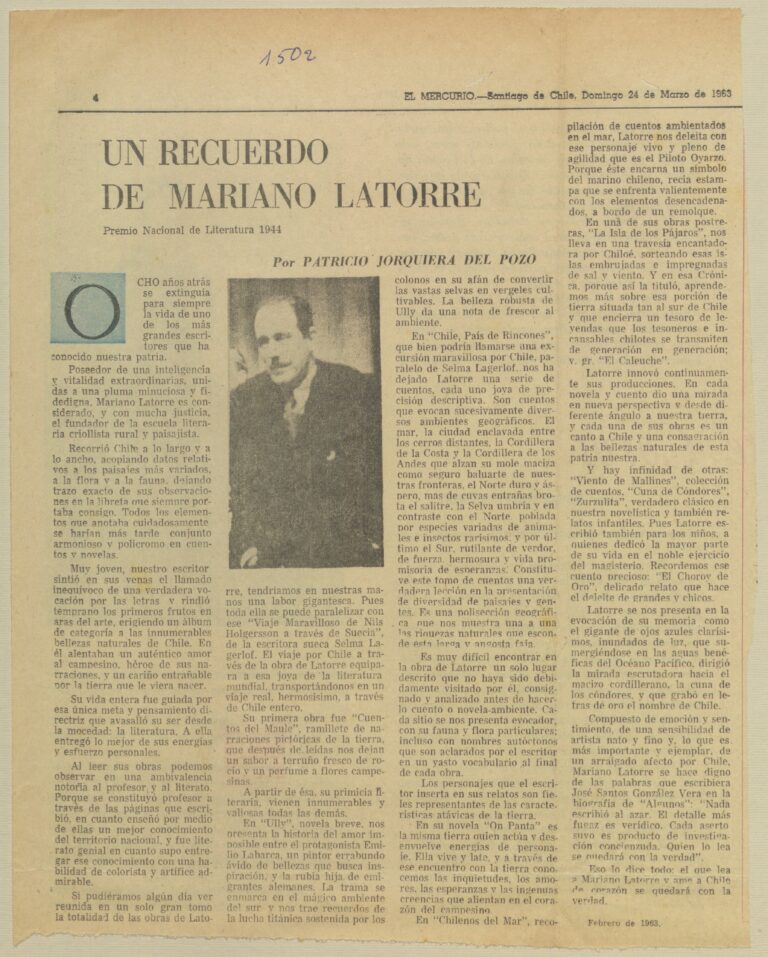 1502
4
EL MERCURIO.—Santiago de Chile, Domingo 24 de Marzo de 1963
UN RECUERDO
DE MARIANO LATORRE
Premio Nacional de Literatura 1944
Por PATRICIO JORQUIERA DEL POZO
OCHO años atrás
se extinguía
para siempre
la vida de uno
de los más
grandes escri-
tores que ha
conocido nuestra patria.
Poseedor de una inteligencia
y vitalidad extraordinarias, uni-
das a una pluma minuciosa y fi-
dedigna, Mariano Latorre es con-
siderado, y con mucha justicia,
el fundador de la escuela litera-
ria criollista rural y paisajista.
Recorrió Chile a lo largo y a
lo ancho, acopiando datos relati-
vos a los paisajes más variados,
a la flora y a la fauna, dejando
trazo exacto de sus observacio-
nes en la libreta que siempre por-
taba consigo. Todos los elemen-
tos que anotaba cuidadosamente
se harían más tarde conjunto
armonioso y polícromo en cuen-
tos y novelas.
Muy joven, nuestro escritor
sintió en sus venas el llamado
inequívoco de una verdadera vo-
cación por las letras y rindió
temprano los primeros frutos en
aras del arte, erigiendo un álbum
de categoría a las innumerables
bellezas naturales de Chile. En
él alentaban un auténtico amor
al campesino, héroe de sus na-
rraciones, y un cariño entrañable
por la tierra que le viera nacer.
Su vida entera fue guiada por
esa única meta y pensamiento di-
rectriz que avasalló su ser desde
la mocedad: la literatura. A ella
entregó lo mejor de sus energías
y esfuerzo personales.
Al leer sus obras podemos
observar en una ambivalencia
notoria al profesor y al literato.
Porque se constituyó profesor a
través de las páginas que escri-
bió, en cuanto enseñó por medio
de ellas un mejor conocimiento
del territorio nacional, y fue lite-
rato genial en cuanto supo entre-
gar ese conocimiento con una ha-
bilidad de colorista y artífice ad-
mirable.
Si pudiéramos algún día ver
reunida en un solo gran tomo
la totalidad de las obras de Lato-
rre, tendríamos en nuestras ma-
nos una labor gigantesca. Pues
toda ella se puede paralelizar con
ese "Viaje Maravilloso de Nils
Holgersson a través de Suecia",
de la escritora sueca Selma La-
gerlof. El viaje por Chile a tra-
vés de la obra de Latorre equipa-
ra a esa joya de la literatura
mundial, transportándonos en un
viaje real, hermosísimo, a través
de Chile entero.
Su primera obra fue "Cuen-
tos del Maule", ramillete de na-
rraciones pictóricas de la tierra,
que después de leídas nos dejan
un sabor a terruño fresco de ro-
cío y un perfume a flores campe-
sinas.
A partir de ésa, su primicia li-
teraria, vienen innumerables y
valiosas todas las demás.
En "Ully", novela breve, nos
presenta la historia del amor im-
posible entre el protagonista Emi-
lio Labarca, un pintor errabundo
ávido de bellezas que busca ins-
piración, y la rubia hija de emi-
grantes alemanes. La trama se
enmarca en el mágico ambiente
del sur y nos trae recuerdos de
la lucha titánica sostenida por los
colonos en su afán de convertir
las vastas selvas en vergeles cul-
tivables. La belleza robusta de
Ully da una nota de frescor al
ambiente.
En "Chile, País de Rincones",
que bien podría llamarse una ex-
cursión maravillosa por Chile, pa-
ralelo de Selma Lagerlof, nos ha
dejado Latorre una serie de
cuentos, cada uno joya de pre-
cisión descriptiva. Son cuentos
que evocan sucesivamente diver-
sos ambientes geográficos. El
mar, la ciudad enclavada entre
los cerros distantes, la Cordillera
de la Costa y la Cordillera de los
Andes que alzan su mole maciza
como seguro baluarte de nues-
tras fronteras, el Norte duro y ás-
pero, mas de cuyas entrañas bro-
ta el salitre, la Selva umbría y en
contraste con el Norte, poblada
por especies variadas de anima-
les e insectos rarísimos, y por úl-
timo el Sur, rutilante de verdor,
de fuerza, hermosura y vida pro-
misoria de esperanzas. Constitu-
ye este tomo de cuentos una ver-
dadera lección en la presentación
de diversidad de paisajes y gen-
tes. Es una polisección geográfi-
ca que nos muestra una a una
las riquezas naturales que escon-
de esta larga y angosta faja.
Es muy difícil encontrar en
la obra de Latorre un solo lugar
descrito que no haya sido debi-
damente visitado por él, consig-
nado y analizado antes de hacer-
lo cuento o novela-ambiente. Ca-
da sitio se nos presenta evocador,
con su fauna y flora particulares;
incluso con nombres autóctonos
que son aclarados por el escritor
en un vasto vocabulario al final
de cada obra.
Los personajes que el escri-
tor inserta en sus relatos son fie-
les representantes de las caracte-
rísticas atávicas de la tierra.
En su novela "On Panta" es
la misma tierra quien actúa y des-
envuelve energías de persona-
je. Ella vive y late, y a través de
ese encuentro con la tierra cono-
cemos las inquietudes, los amo-
res, las esperanzas y las ingenuas
creencias que alientan en el cora-
zón del campesino.
En "Chilenos del Mar", reco-
pilación de cuentos ambientados
en el mar, Latorre nos deleita con
ese personaje vivo y pleno de
agilidad que es el Piloto Oyarzo.
Porque éste encarna un símbolo
del marino chileno, recia estam-
pa que se enfrenta valientemente
con los elementos desencadena-
dos, a bordo de un remolque.
En una de sus obras postre-
ras, "La Isla de los Pájaros", nos
lleva en una travesía encantado-
ra por Chiloé, sorteando esas is-
las embrujadas e impregnadas
de sal y viento. Y en esa Cróni-
ca, porque así la tituló, aprende-
mos más sobre esa porción de
tierra situada tan al sur de Chile
y que encierra un tesoro de le-
yendas que los tesoneros e in-
cansables chilotes se transmiten
de generación en generación;
v. gr. "El Caleuche".
Latorre innovó continuamen-
te sus producciones. En cada
novela y cuento dio una mirada
en nueva perspectiva y desde di-
ferente ángulo a nuestra tierra,
y cada una de sus obras es un
canto a Chile y una consagración
a las bellezas naturales de esta
patria nuestra.
Y hay infinidad de otras:
"Viento de Mallines", colección
de cuentos, "Cuna de Cóndores",
"Zurzulita", verdadero clásico en
nuestra novelística y también re-
latos infantiles. Pues Latorre es-
cribió también para los niños, a
quienes dedicó la mayor parte
de su vida en el noble ejercicio
del magisterio. Recordemos ese
cuento precioso: "El Choroy de
Oro", delicado relato que hace
el deleite de grandes y chicos.
Latorre se nos presenta en la
evocación de su memoria como
el gigante de ojos azules clarísi-
mos, inundados de luz, que su-
mergiéndose en las aguas bené-
ficas del Océano Pacífico, dirigió
la mirada escrutadora hacia el
macizo cordillerano, la cuna de
los cóndores, y que grabó en le-
tras de oro el nombre de Chile.
Compuesto de emoción y sen-
timiento, de una sensibilidad de
artista nato y fino y, lo que es
más importante y ejemplar, de
un arraigado afecto por Chile,
Mariano Latorre se hace digno
de las palabras que escribiera
José Santos González Vera en la
biografía de "Algunos": "Nada
escribió al azar. El detalle más
fugaz es verídico. Cada aserto
suyo es producto de investiga-
ción concienzuda. Quien lo lea
se quedará con la verdad".
Eso lo dice todo: el que lea
a Mariano Latorre y ame a Chile
de corazón se quedará con la
verdad.
Febrero de 1963.